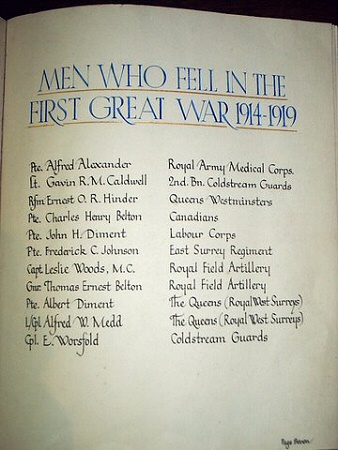 MEN WHO FELL IN THE
FIRST GREAT WAR 1914-1919
Pte. Alfred Alexander Royal Army Medical Corps.
Lt. Gavin R. M. Caldwell 2nd. Bn. Coldstream Guards
Rfm Ernest O. R. Hinder Queens Westminsters
Pte. Charles Henry Belton Canadians
Pte. John H. Diment Labour Corps
Pte. Frederick C. Johnson East Surrey Regiment
Capt Leslie Woods, M.C. Royal Field Artillery
Gnr. Thomas Ernest Belton Royal Field Artillery
Pte. Albert Diment The Queens (Royal West Surreys)
L/Cpl Alfred W. Medd The Queens (Royal West Surreys)
Cpl. E. Worsfold Coldstream Guards
Page